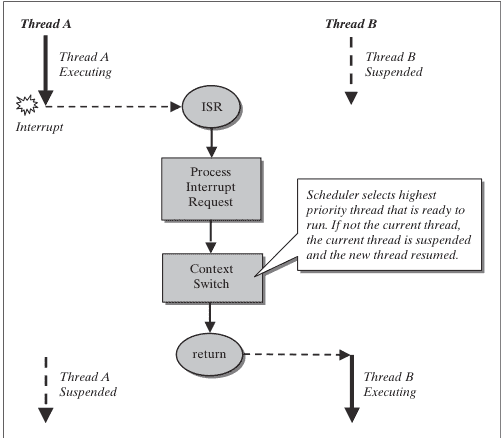 Thread A
Thread B
Thread A
Executing
Thread B
Suspended
Interrupt
ISR
Process
Interrupt
Request
Scheduler selects highest
priority thread that is ready to
run. If not the current thread,
the current thread is suspended
and the new thread resumed.
Context
Switch
return
Thread A
Suspended
Thread B
Executing